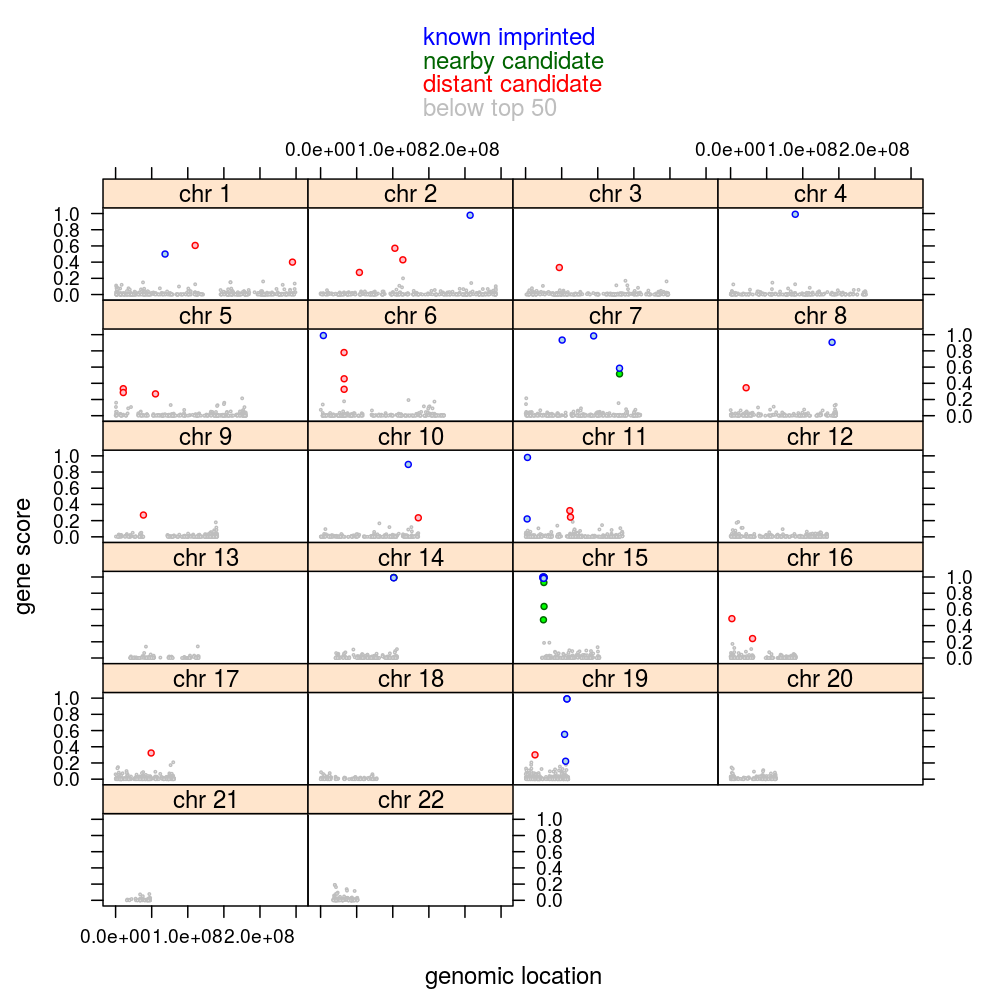 known imprinted
nearby candidate
distant candidate
below top 50
0.0e+001.0e+082.0e+08 0.0e+001.0e+082.0e+08
chr 1 chr 2 chr 3 chr 4
1.0
0.8
0.6
0.4
0.2
0.0
chr 5 chr 6 chr 7 chr 8
1.0
0.8
0.6
0.4
0.2
0.0
chr 9 chr 10 chr 11 chr 12
1.0
0.8
0.6
0.4
0.2
0.0
chr 13 chr 14 chr 15 chr 16
1.0
0.8
0.6
0.4
0.2
0.0
chr 17 chr 18 chr 19 chr 20
1.0
0.8
0.6
0.4
0.2
0.0
chr 21 chr 22
1.0
0.8
0.6
0.4
0.2
0.0
0.0e+001.0e+082.0e+08
gene score
genomic location